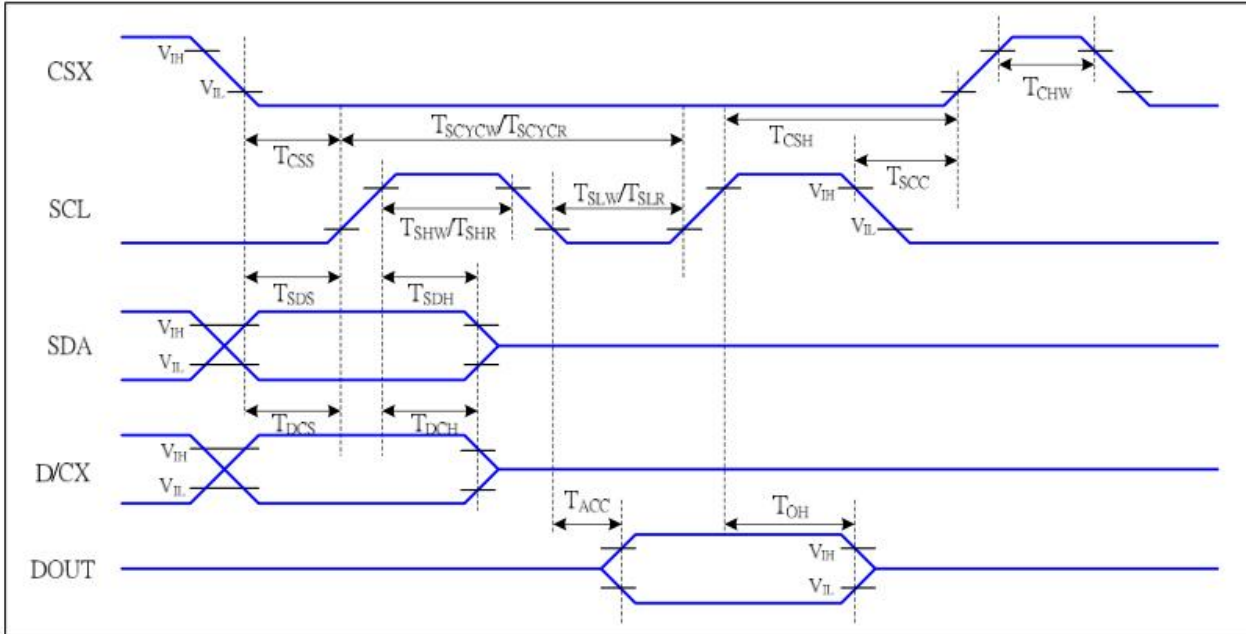 CSX
VIH
VIL
TCSS
TSCYCW/TSCYCR
TCSH
TCHW
TSCC
SCL
TSHW/TSHR
TSLW/TSLR
VIH
VIL
TSDS
TSDH
SDA
VIH
VIL
TDCS
TDCH
D/CX
VIH
VIL
TACC
TOH
DOUT
VIH
VIL